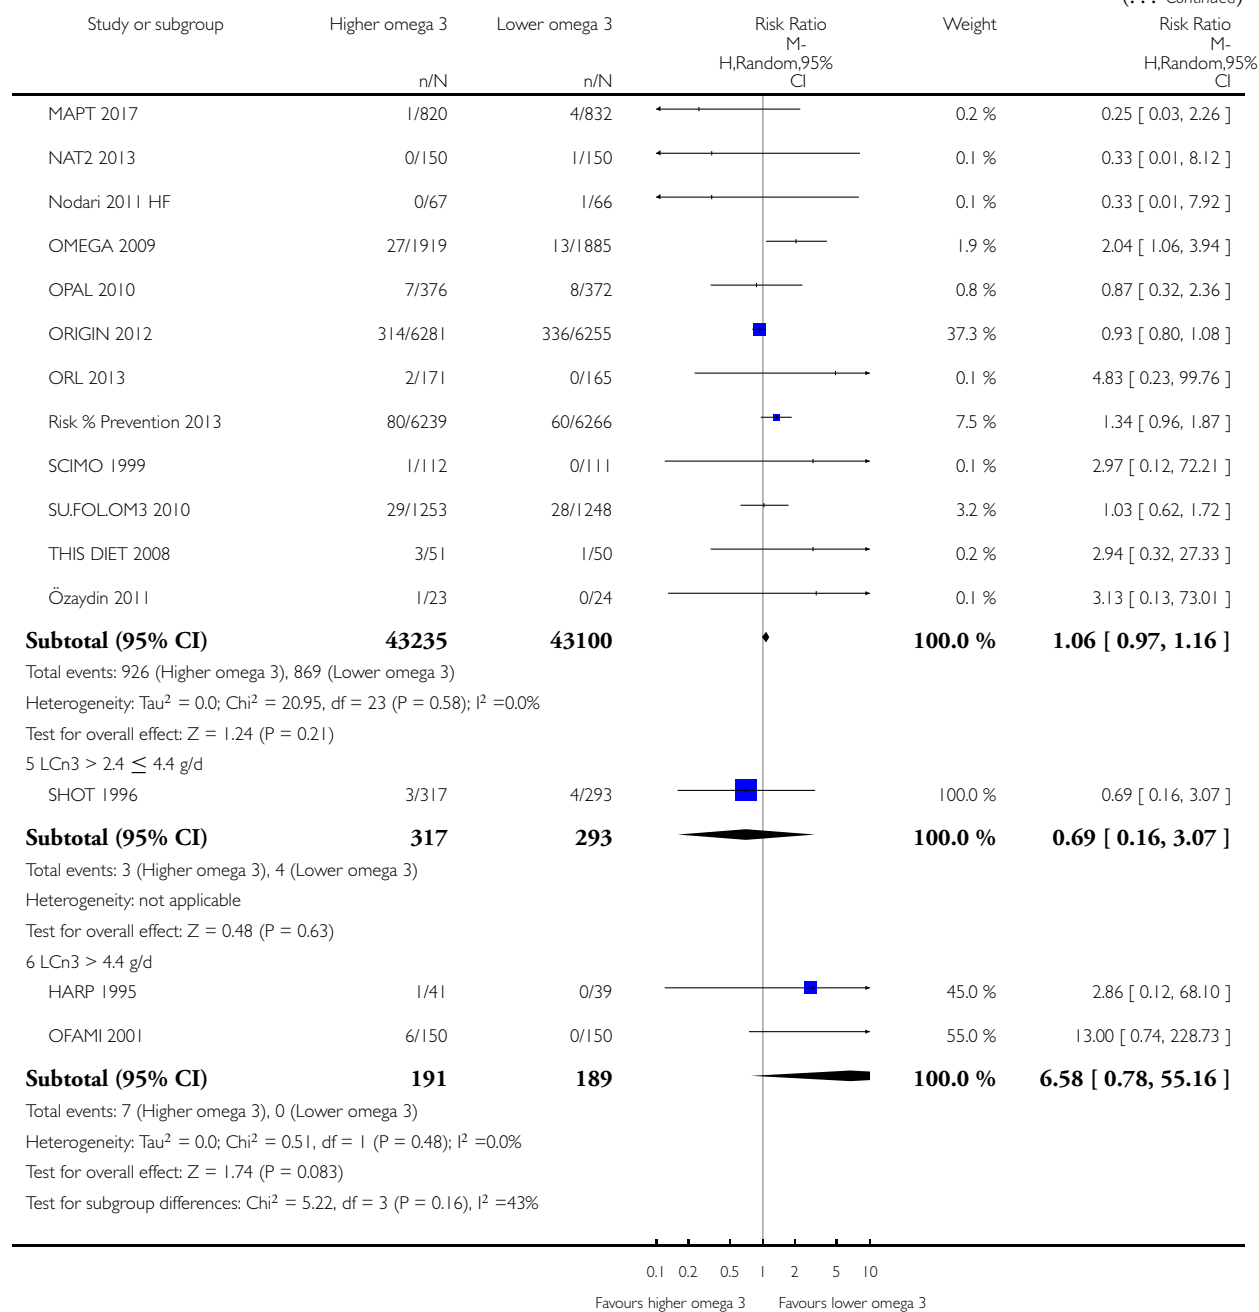 (. . . Continued)
Study or subgroup Higher omega 3 Lower omega 3 Risk Ratio Weight Risk Ratio
M- M-
H,Random,95% H,Random,95%
n/N n/N CI CI
MAPT 2017 1/820 4/832 0.2 % 0.25 [ 0.03, 2.26 ]
NAT2 2013 0/150 1/150 0.1 % 0.33 [ 0.01, 8.12 ]
Nodari 2011 HF 0/67 1/66 0.1 % 0.33 [ 0.01, 7.92 ]
OMEGA 2009 27/1919 13/1885 1.9 % 2.04 [ 1.06, 3.94 ]
OPAL 2010 7/376 8/372 0.8 % 0.87 [ 0.32, 2.36 ]
ORIGIN 2012 314/6281 336/6255 37.3 % 0.93 [ 0.80, 1.08 ]
ORL 2013 2/171 0/165 0.1 % 4.83 [ 0.23, 99.76 ]
Risk % Prevention 2013 80/6239 60/6266 7.5 % 1.34 [ 0.96, 1.87 ]
SCIMO 1999 1/112 0/111 0.1 % 2.97 [ 0.12, 72.21 ]
SU.FOL.OM3 2010 29/1253 28/1248 3.2 % 1.03 [ 0.62, 1.72 ]
THIS DIET 2008 3/51 1/50 0.2 % 2.94 [ 0.32, 27.33 ]
Özaydin 2011 1/23 0/24 0.1 % 3.13 [ 0.13, 73.01 ]
Subtotal (95% CI) 43235 43100 100.0 % 1.06 [ 0.97, 1.16 ]
Total events: 926 (Higher omega 3), 869 (Lower omega 3)
Heterogeneity: Tau² = 0.0; Chi² = 20.95, df = 23 (P = 0.58); I² =0.0%
Test for overall effect: Z = 1.24 (P = 0.21)
5 LCn3 > 2.4 ≤ 4.4 g/d
SHOT 1996 3/317 4/293 100.0 % 0.69 [ 0.16, 3.07 ]
Subtotal (95% CI) 317 293 100.0 % 0.69 [ 0.16, 3.07 ]
Total events: 3 (Higher omega 3), 4 (Lower omega 3)
Heterogeneity: not applicable
Test for overall effect: Z = 0.48 (P = 0.63)
6 LCn3 > 4.4 g/d
HARP 1995 1/41 0/39 45.0 % 2.86 [ 0.12, 68.10 ]
OFAMI 2001 6/150 0/150 55.0 % 13.00 [ 0.74, 228.73 ]
Subtotal (95% CI) 191 189 100.0 % 6.58 [ 0.78, 55.16 ]
Total events: 7 (Higher omega 3), 0 (Lower omega 3)
Heterogeneity: Tau² = 0.0; Chi² = 0.51, df = 1 (P = 0.48); I² =0.0%
Test for overall effect: Z = 1.74 (P = 0.083)
Test for subgroup differences: Chi² = 5.22, df = 3 (P = 0.16), I² =43%
0.1 0.2 0.5 1 2 5 10
Favours higher omega 3 Favours lower omega 3